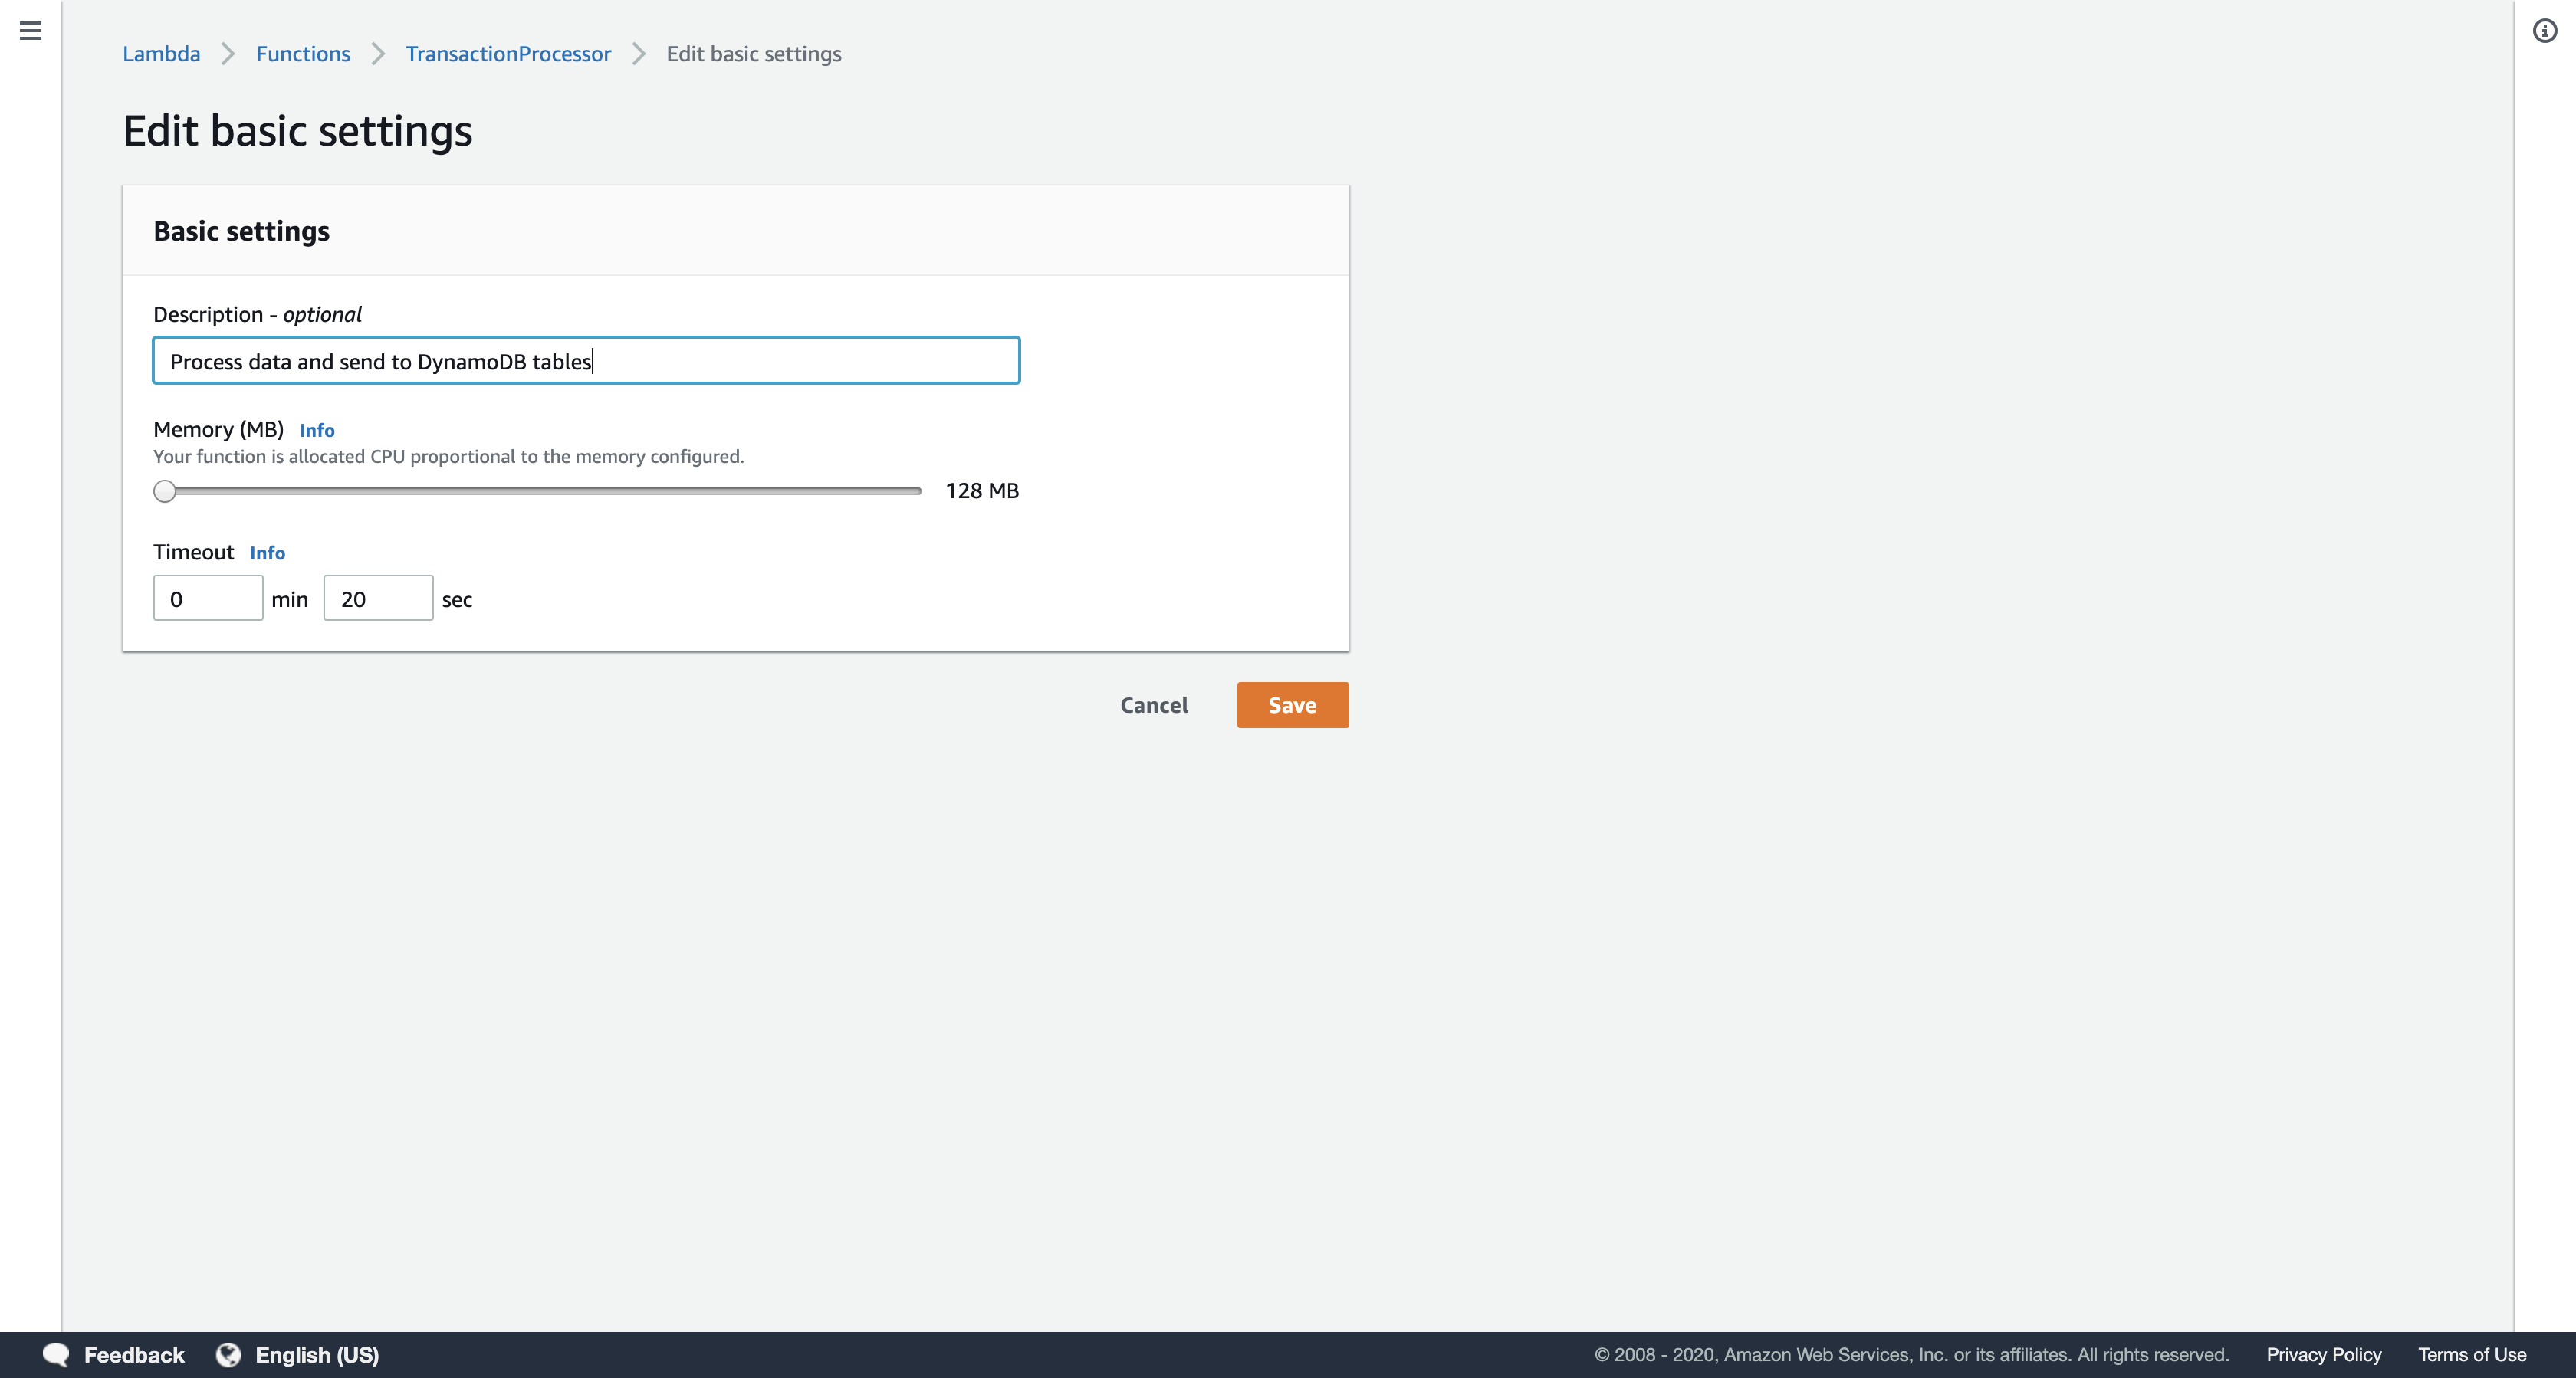 Lambda Functions TransactionProcessor Edit basic settings
Edit basic settings
Basic settings
Description - optional
Process data and send to DynamoDB tables
Memory (MB) Info
Your function is allocated CPU proportional to the memory configured.
128 MB
Timeout Info
0 min 20 sec
Cancel Save
Feedback English (US) © 2008 - 2020, Amazon Web Services, Inc. or its affiliates. All rights reserved. Privacy Policy Terms of Use